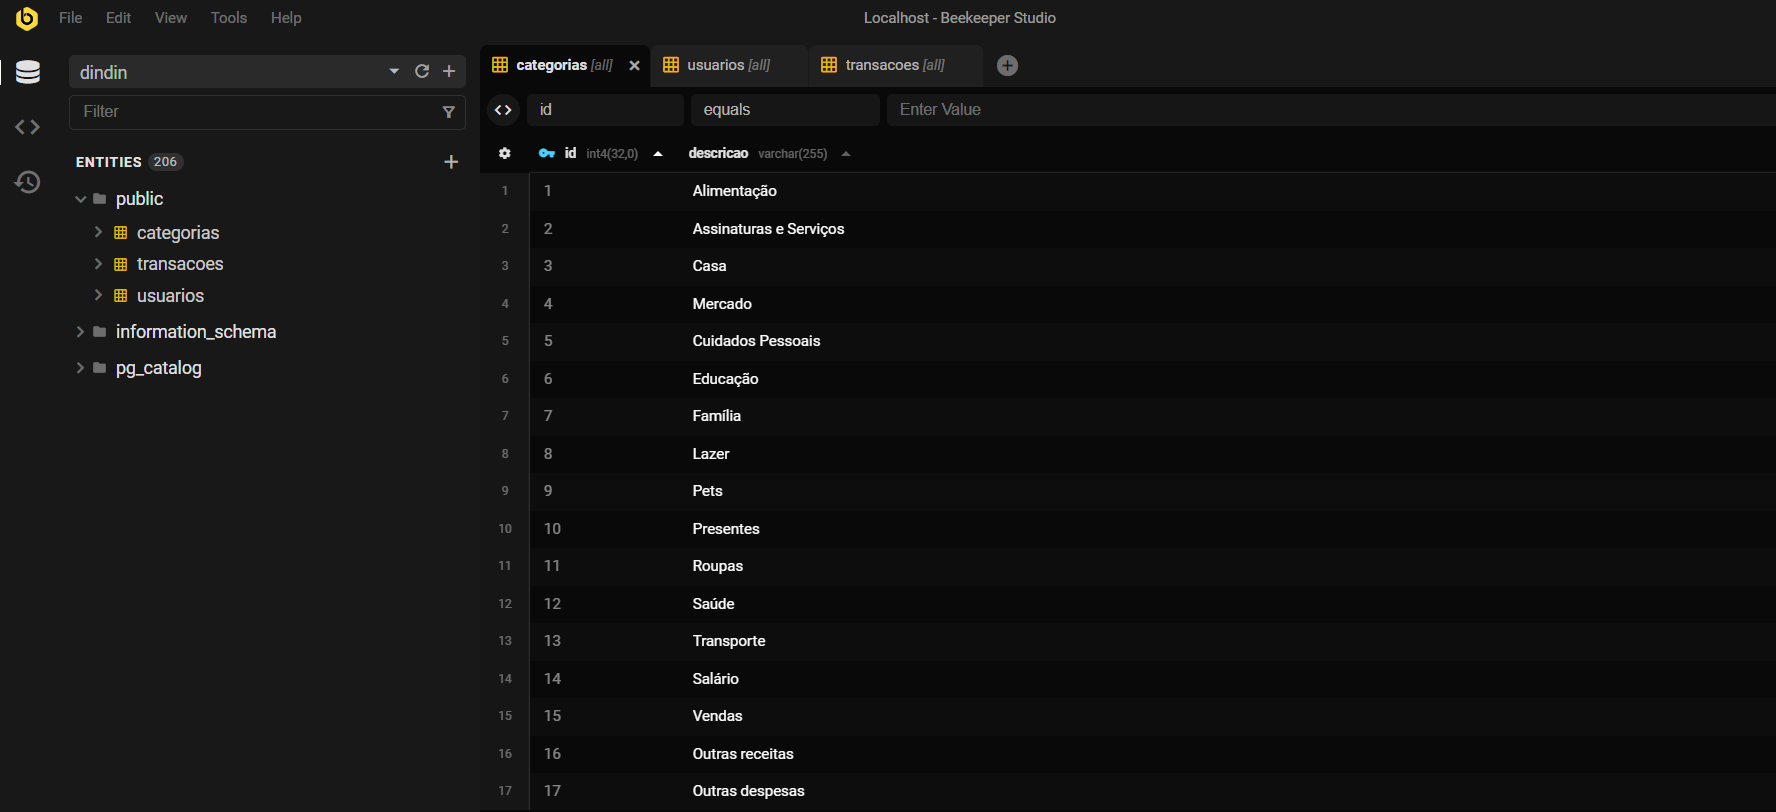 File Edit View Tools Help
Localhost - Beekeeper Studio
dindin
Filter
ENTITIES 206
public
categorias
transacoes
usuarios
information_schema
pg_catalog
categorias [all] usuarios [all] transacoes [all]
id equals Enter Value
id int4(32,0) descricao varchar(255)
1 1 Alimentação
2 2 Assinaturas e Serviços
3 3 Casa
4 4 Mercado
5 5 Cuidados Pessoais
6 6 Educação
7 7 Família
8 8 Lazer
9 9 Pets
10 10 Presentes
11 11 Roupas
12 12 Saúde
13 13 Transporte
14 14 Salário
15 15 Vendas
16 16 Outras receitas
17 17 Outras despesas